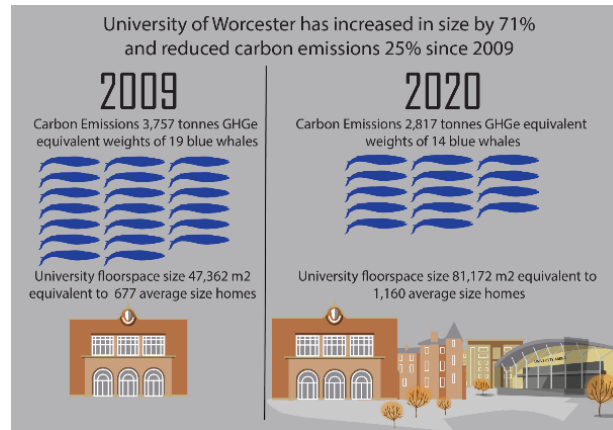 University of Worcester has increased in size by 71%
and reduced carbon emissions 25% since 2009
2009
Carbon Emissions 3,757 tonnes GHGe
equivalent weights of 19 blue whales
University floorspace size 47,362 m2
equivalent to 677 average size homes
2020
Carbon Emissions 2,817 tonnes GHGe equivalent
weights of 14 blue whales
University floorspace size 81,172 m2 equivalent to
1,160 average size homes